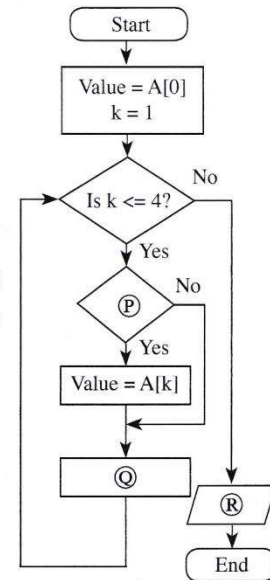 Start
Value = A[0]
k = 1
Is k <= 4?
No
Yes
P
No
Yes
Value = A[k]
Q
R
End